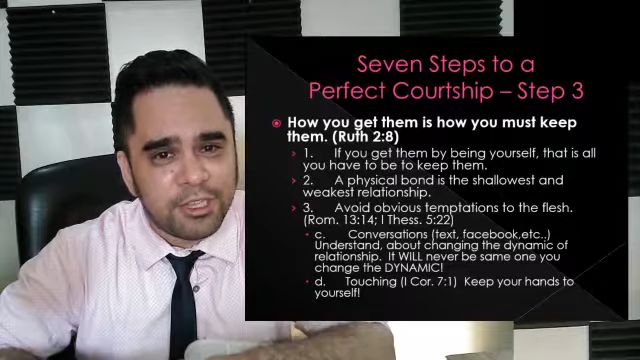 Seven Steps to a
Perfect Courtship – Step 3
How you get them is how you must keep
them. (Ruth 2:8)
1. If you get them by being yourself, that is all
you have to be to keep them.
2. A physical bond is the shallowest and
weakest relationship.
3. Avoid obvious temptations to the flesh.
(Rom. 13:14; I Thess. 5:22)
c. Conversations (text, facebook,etc..)
Understand, about changing the dynamic of
relationship. It WILL never be same one you
change the DYNAMIC!
d. Touching (I Cor. 7:1) Keep your hands to
yourself!